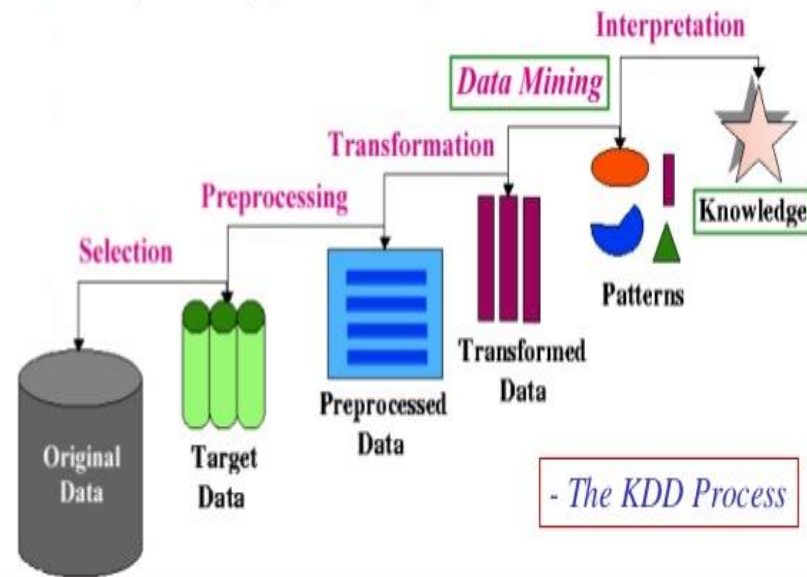 Interpretation
Data Mining
Transformation
Preprocessing
Selection
Knowledge
Patterns
Transformed
Data
Preprocessed
Data
Target
Data
Original
Data
- The KDD Process